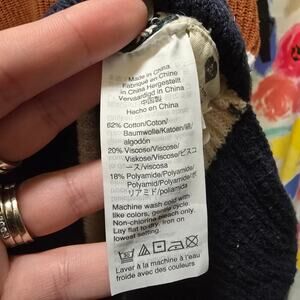 Made in China
Fabriqué en Chine
In China Hergestellt
Vervaardigd in China
中国製
Hecho en China
62% Cotton/Coton/
Baumwolle/Katoen/綿/
algodón
20% Viscose/Viscose/
Viskose/Viscose/ビスコ
ース/viscosa
18% Polyamide/Polyamide/
Polyamid/Polyamide/ポ
リアミド/poliamida
Machine wash cold with
like colors, gentle cycle.
Non-chlorine bleach only.
Lay flat to dry. Iron on
lowest setting.
Laver à la machine à l'eau
froide avec des couleurs